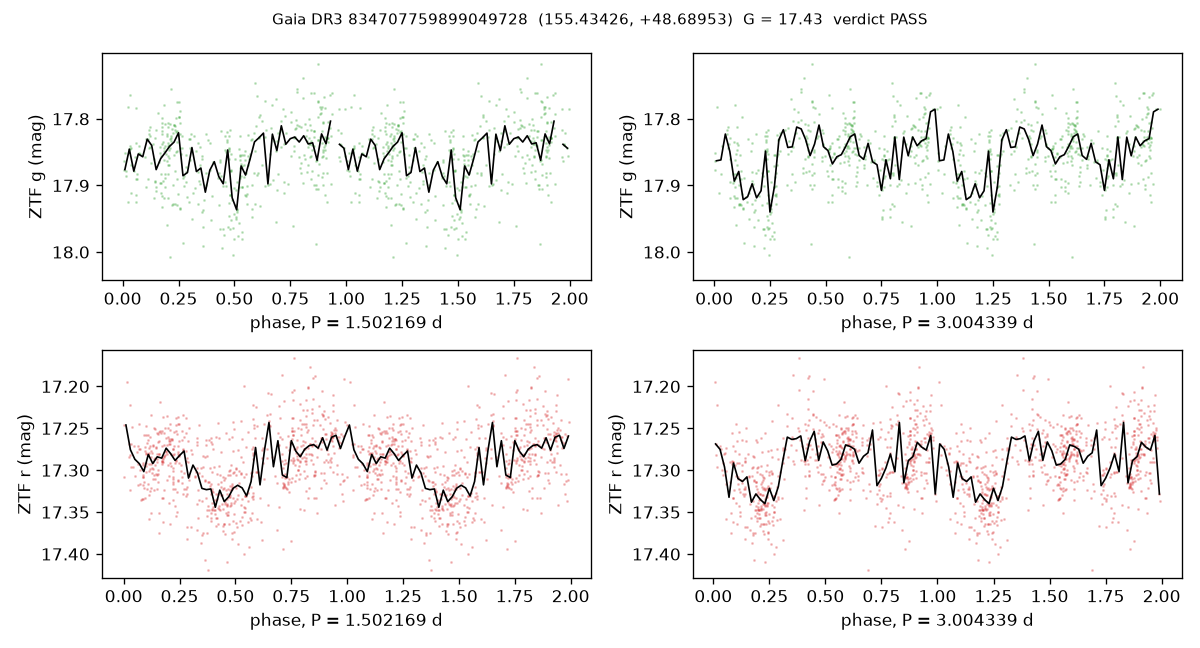 Gaia DR3 834707759899049728 (155.43426, +48.68953) G = 17.43 verdict PASS
ZTF g (mag)
17.8
17.9
18.0
0.00 0.25 0.50 0.75 1.00 1.25 1.50 1.75 2.00
phase, P = 1.502169 d
ZTF g (mag)
17.8
17.9
18.0
0.00 0.25 0.50 0.75 1.00 1.25 1.50 1.75 2.00
phase, P = 3.004339 d
ZTF r (mag)
17.20
17.25
17.30
17.35
17.40
0.00 0.25 0.50 0.75 1.00 1.25 1.50 1.75 2.00
phase, P = 1.502169 d
ZTF r (mag)
17.20
17.25
17.30
17.35
17.40
0.00 0.25 0.50 0.75 1.00 1.25 1.50 1.75 2.00
phase, P = 3.004339 d